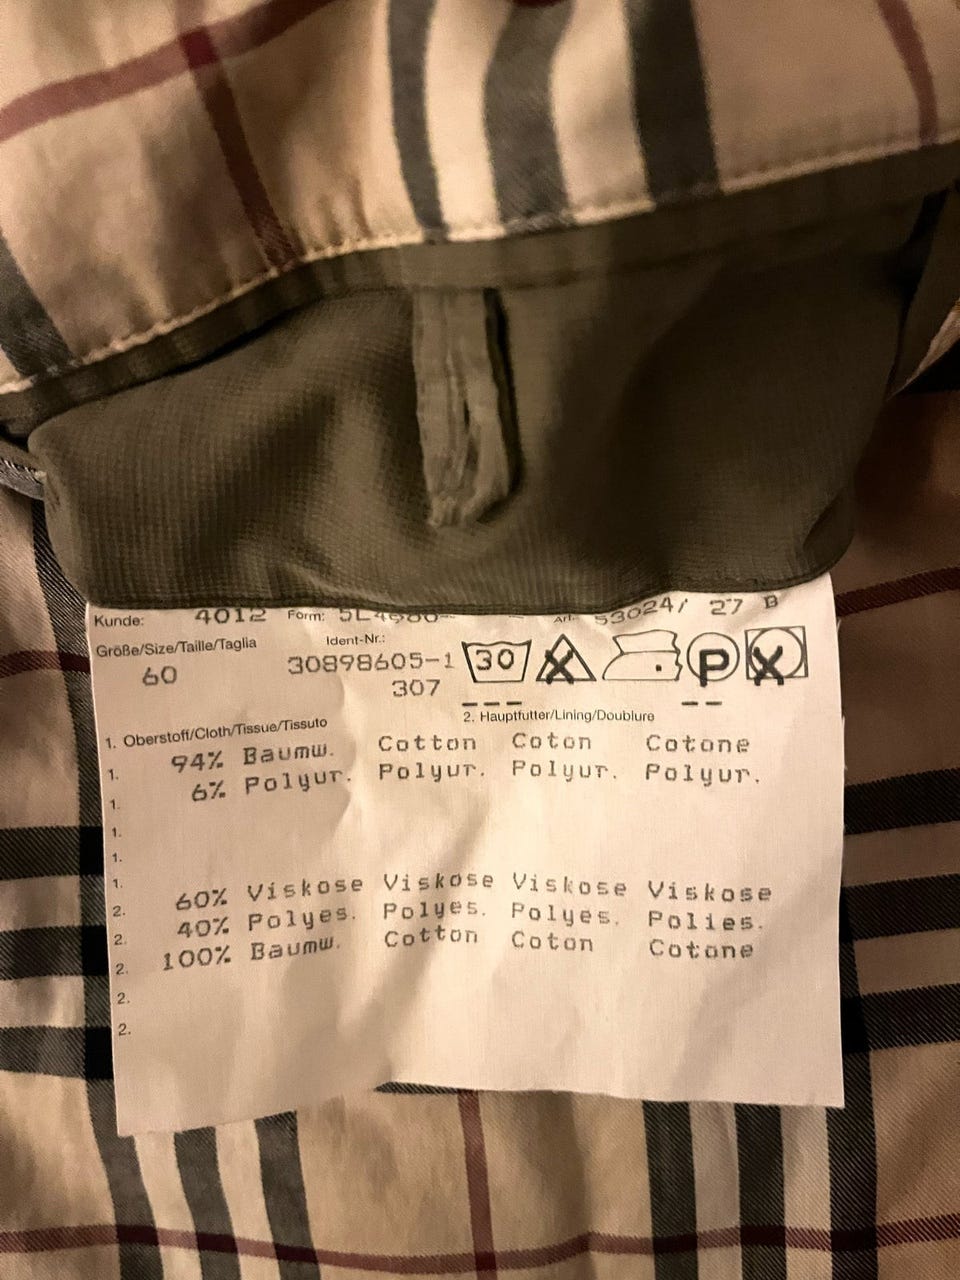 Kunde: 4012 Form: Art. 53024/ 27 B
Größe/Size/Taille/Taglia Ident-Nr.:
60 30898605-1 30 P
307
1. Oberstoff/Cloth/Tissue/Tissuto 2. Hauptfutter/Lining/Doublure
1. 94% Baumw. Cotton Coton Cotone
1. 6% Polyur. Polyur. Polyur. Polyur.
1.
1.
1.
2. 60% Viskose Viskose Viskose Viskose
2. 40% Polyes. Polyes. Polyes. Polies.
2. 100% Baumw. Cotton Coton Cotone
2.
2.